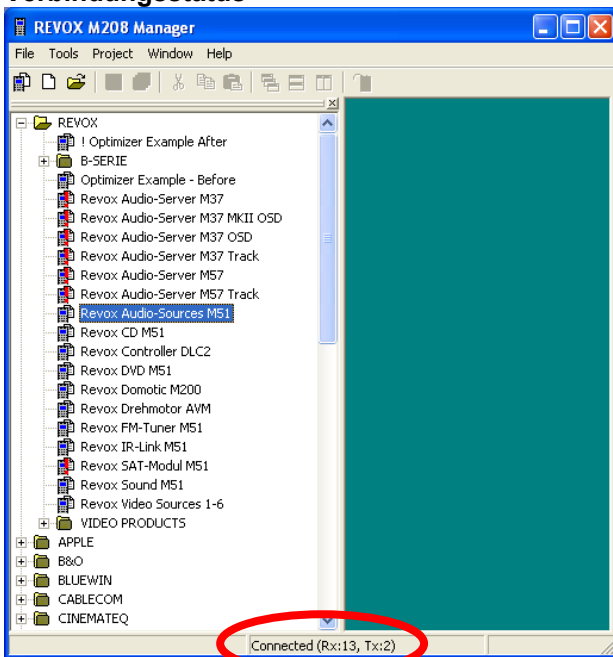 Verbindungsstatus
REVOX M208 Manager
File Tools Project Window Help
REVOX
! Optimizer Example After
B-SERIE
Optimizer Example - Before
Revox Audio-Server M37
Revox Audio-Server M37 MKII OSD
Revox Audio-Server M37 OSD
Revox Audio-Server M37 Track
Revox Audio-Server M57
Revox Audio-Server M57 Track
Revox Audio-Sources M51
Revox CD M51
Revox Controller DLC2
Revox DVD M51
Revox Domotic M200
Revox Drehmotor AVM
Revox FM-Tuner M51
Revox IR-Link M51
Revox SAT-Modul M51
Revox Sound M51
Revox Video Sources 1-6
VIDEO PRODUCTS
APPLE
B&O
BLUEWIN
CABLECOM
CINEMATEQ
Connected (Rx:13, Tx:2)